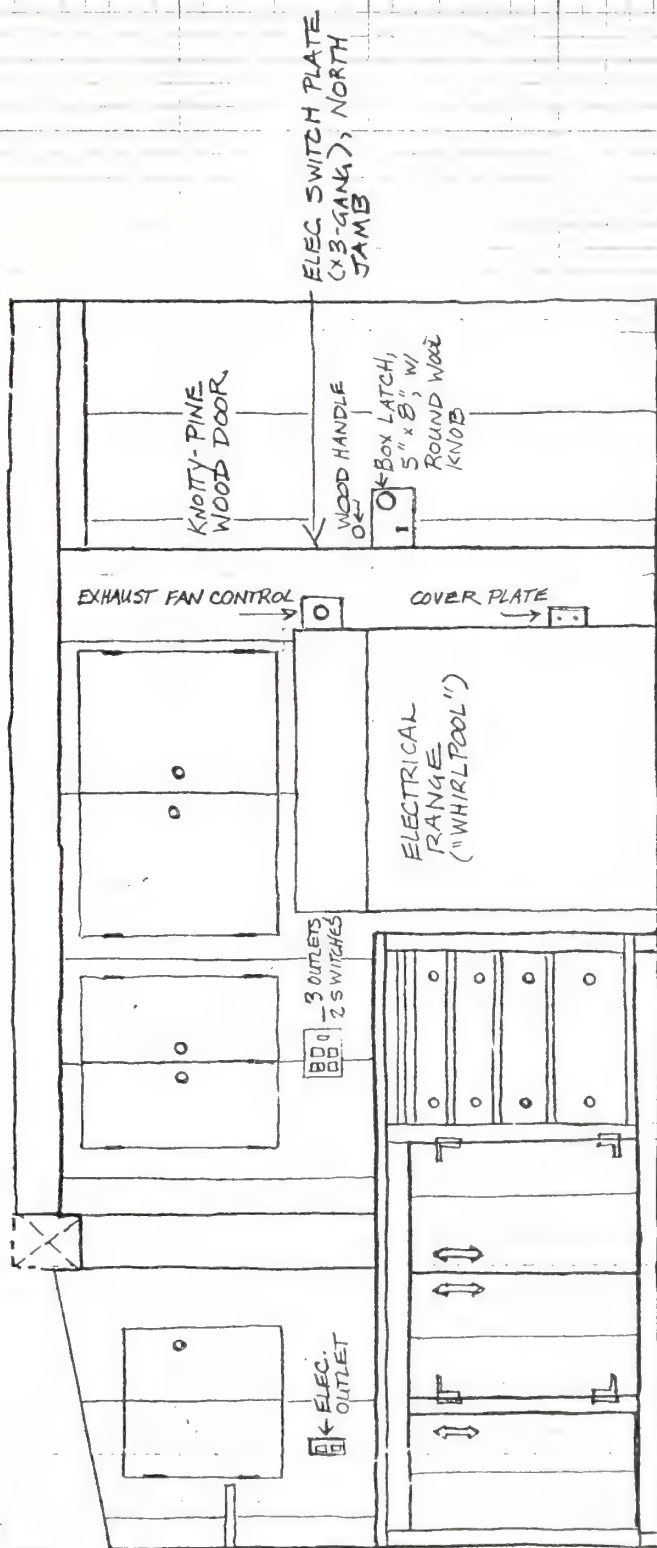 ELEC. SWITCH PLATE
(x3-GANG), NORTH
JAMB
KNOTTY-PINE
WOOD DOOR
WOOD HANDLE
BOX LATCH,
5" x 8", W/
ROUND WOOD
KNOB
EXHAUST FAN CONTROL
COVER PLATE
ELECTRICAL
RANGE
("WHIRLPOOL")
3 OUTLETS
2 SWITCHES
ELEC.
OUTLET